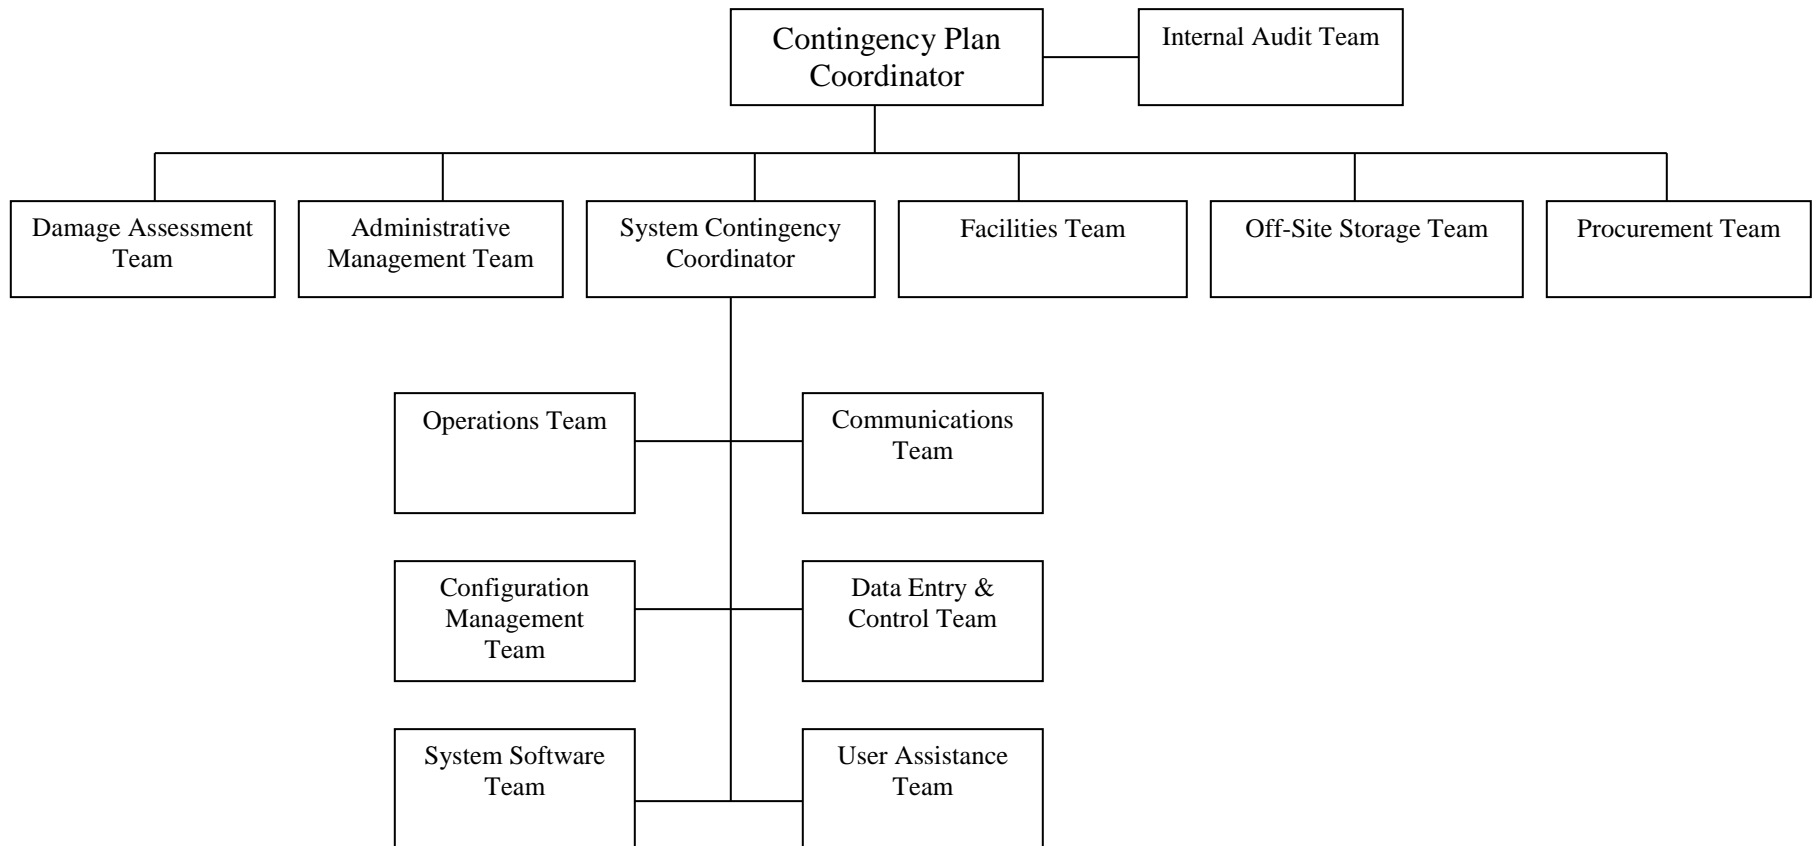 Contingency Plan
Coordinator
Internal Audit Team
Damage Assessment
Team
Administrative
Management Team
System Contingency
Coordinator
Facilities Team
Off-Site Storage Team
Procurement Team
Operations Team
Communications
Team
Configuration
Management
Team
Data Entry &
Control Team
System Software
Team
User Assistance
Team